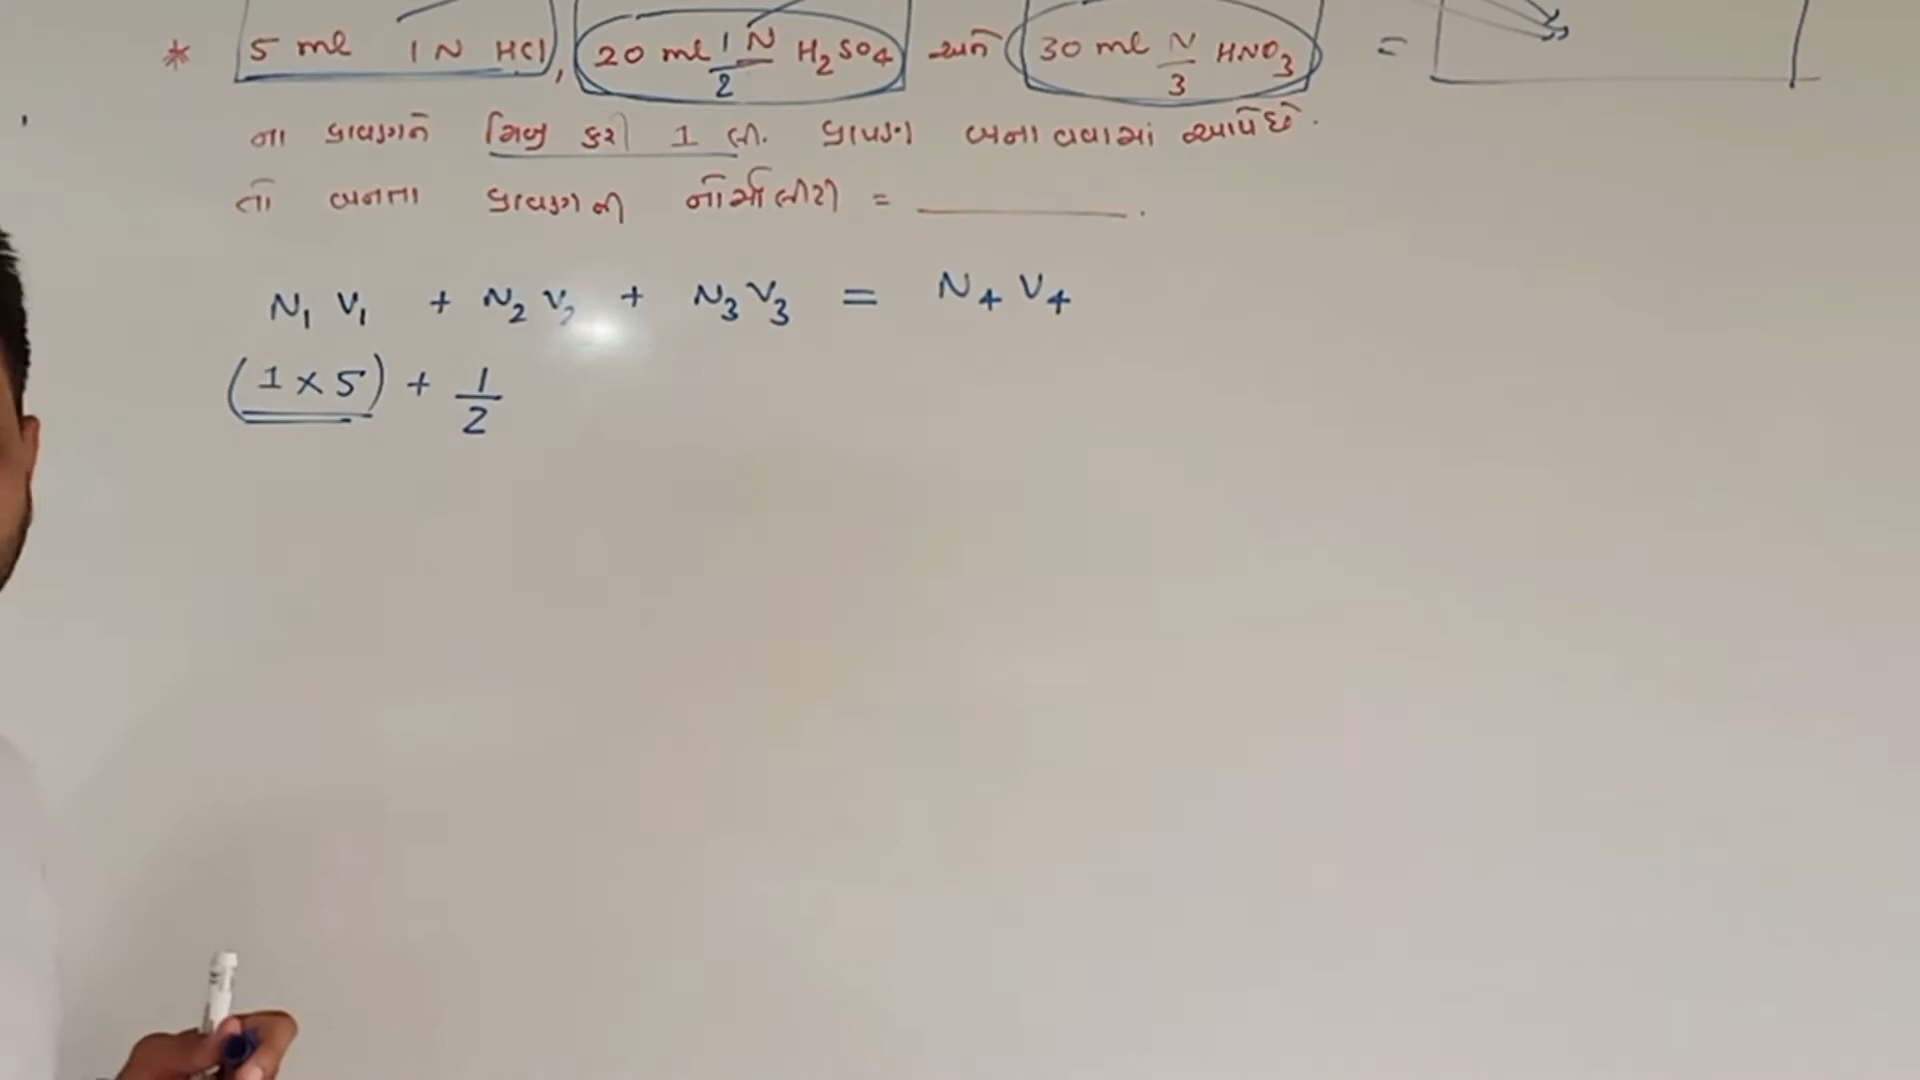 * 5 ml 1 N HCl, 20 ml 1/2 N H₂SO₄ અને 30 ml N/3 HNO₃ =
ના દ્રાવણને મિશ્ર કરી 1 લી. દ્રાવણ બનાવવામાં આવેછે.
તો બનતા દ્રાવણની નોર્માલીટી = ______.
N₁ V₁ + N₂ V₂ + N₃ V₃ = N₄ V₄
(1 × 5) + 1/2